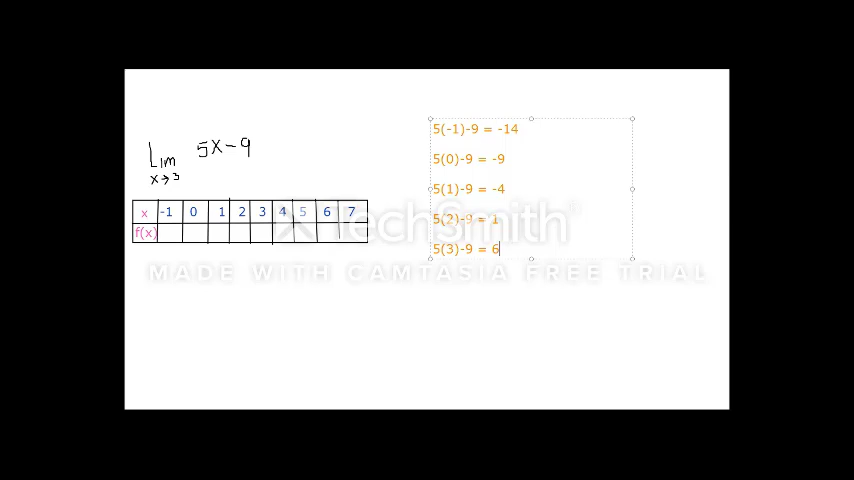 Lim 5x-9
x→3
x -1 0 1 2 3 4 5 6 7
f(x)
5(-1)-9 = -14
5(0)-9 = -9
5(1)-9 = -4
5(2)-9 = 1
5(3)-9 = 6
TechSmith
MADE WITH CAMTASIA FREE TRIAL